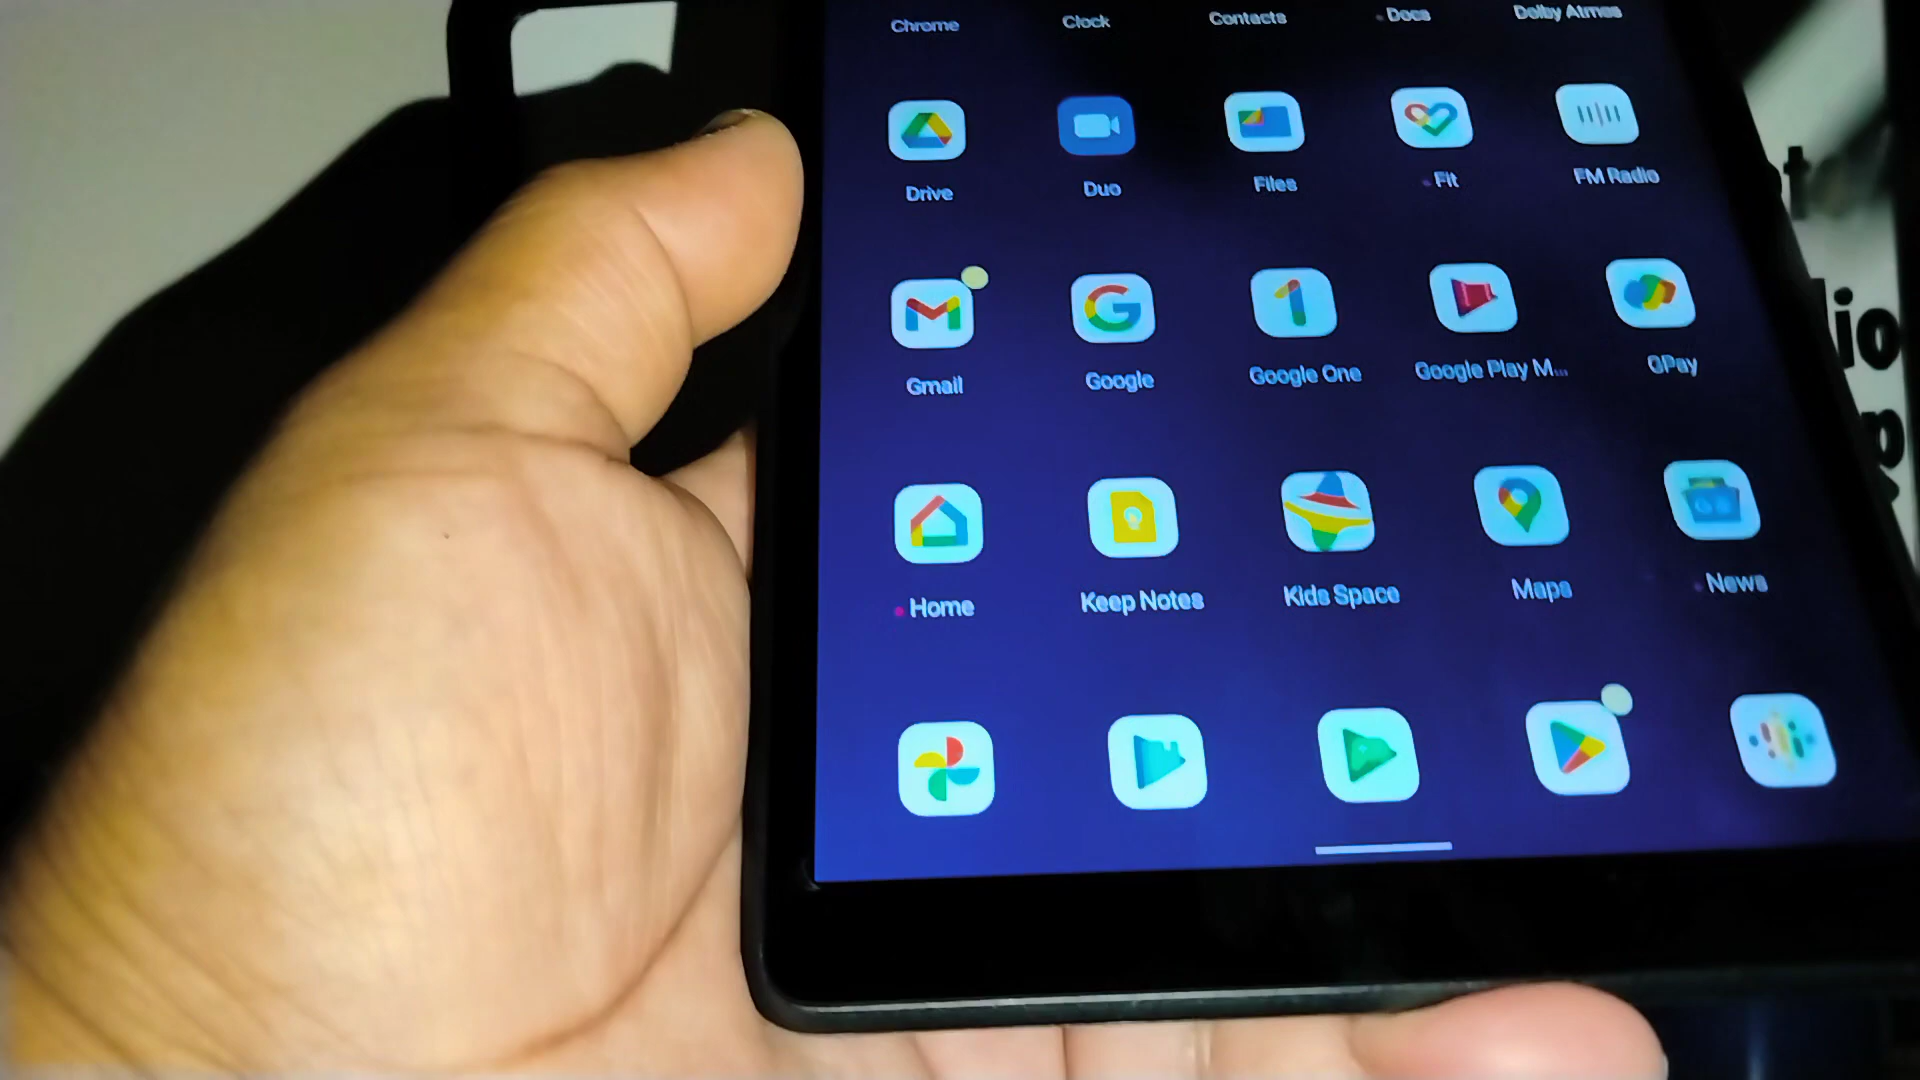 Chrome Clock Contacts Docs Dolby Atmos
Drive Duo Files Fit FM Radio
Gmail Google Google One Google Play M... GPay
Home Keep Notes Kids Space Maps News